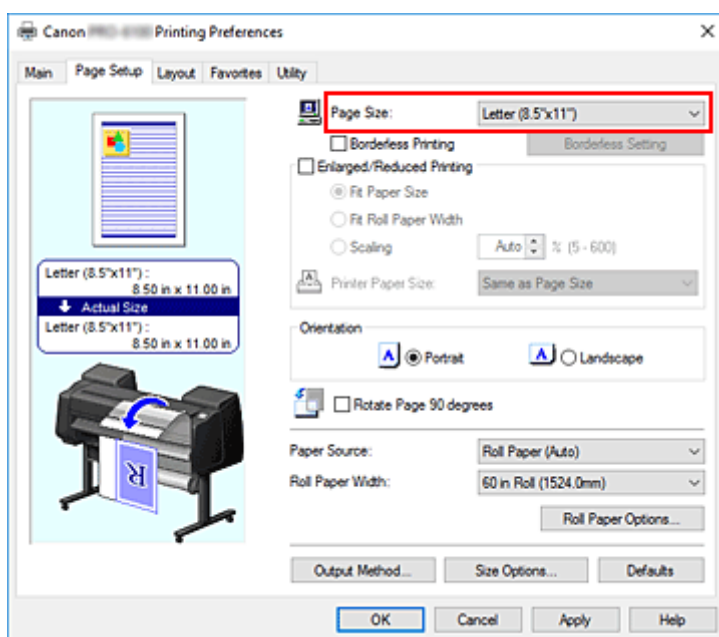 Canon Printing Preferences
Main Page Setup Layout Favorites Utility
Page Size: Letter (8.5"x11")
Borderless Printing Borderless Setting
Enlarged/Reduced Printing
Fit Paper Size
Fit Roll Paper Width
Scaling Auto % (5 - 600)
Printer Paper Size: Same as Page Size
Letter (8.5"x11") :
8.50 in x 11.00 in
Actual Size
Letter (8.5"x11") :
8.50 in x 11.00 in
Orientation
A Portrait A Landscape
Rotate Page 90 degrees
Paper Source: Roll Paper (Auto)
Roll Paper Width: 60 in Roll (1524.0mm)
Roll Paper Options...
R
Output Method... Size Options... Defaults
OK Cancel Apply Help